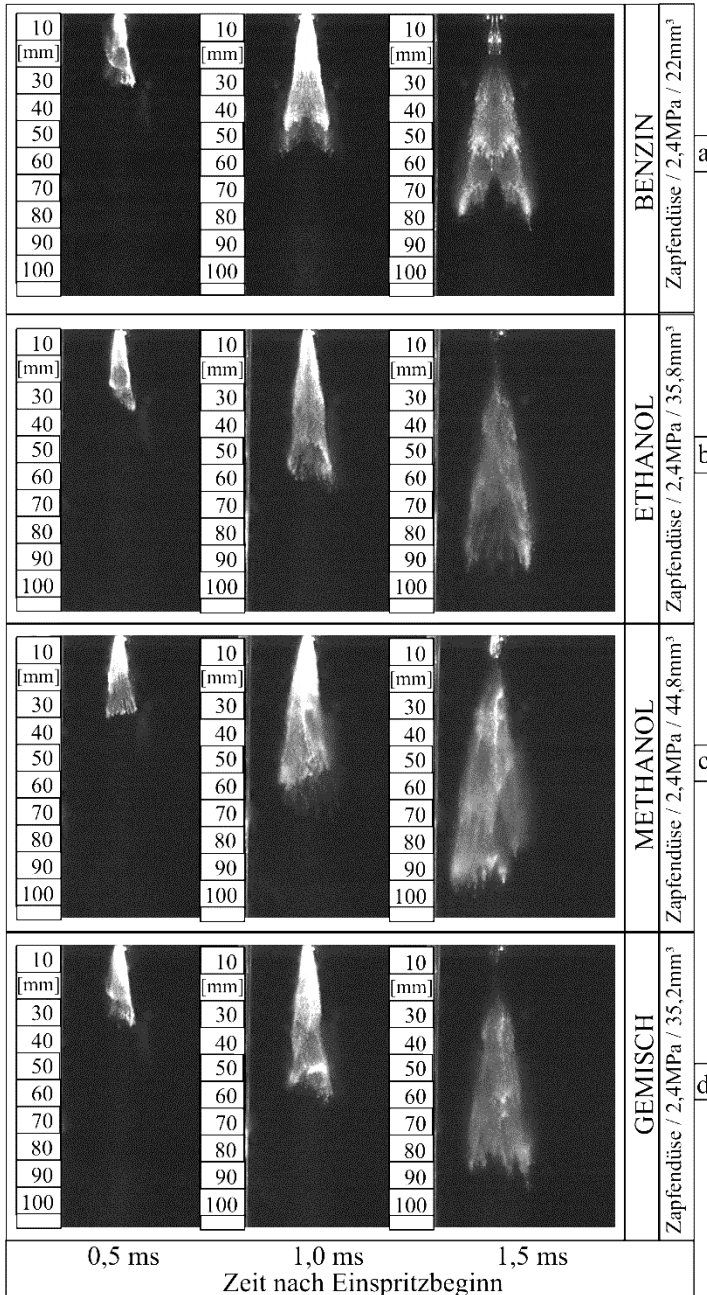 10 10 10
[mm] [mm] [mm]
30 30 30
40 40 40
50 50 50
60 60 60
70 70 70
80 80 80
90 90 90
100 100 100
BENZIN
Zapfendüse / 2,4MPa / 22mm³
a
10 10 10
[mm] [mm] [mm]
30 30 30
40 40 40
50 50 50
60 60 60
70 70 70
80 80 80
90 90 90
100 100 100
ETHANOL
Zapfendüse / 2,4MPa / 35,8mm³
b
10 10 10
[mm] [mm] [mm]
30 30 30
40 40 40
50 50 50
60 60 60
70 70 70
80 80 80
90 90 90
100 100 100
METHANOL
Zapfendüse / 2,4MPa / 44,8mm³
c
10 10 10
[mm] [mm] [mm]
30 30 30
40 40 40
50 50 50
60 60 60
70 70 70
80 80 80
90 90 90
100 100 100
GEMISCH
Zapfendüse / 2,4MPa / 35,2mm³
d
0,5 ms 1,0 ms 1,5 ms
Zeit nach Einspritzbeginn